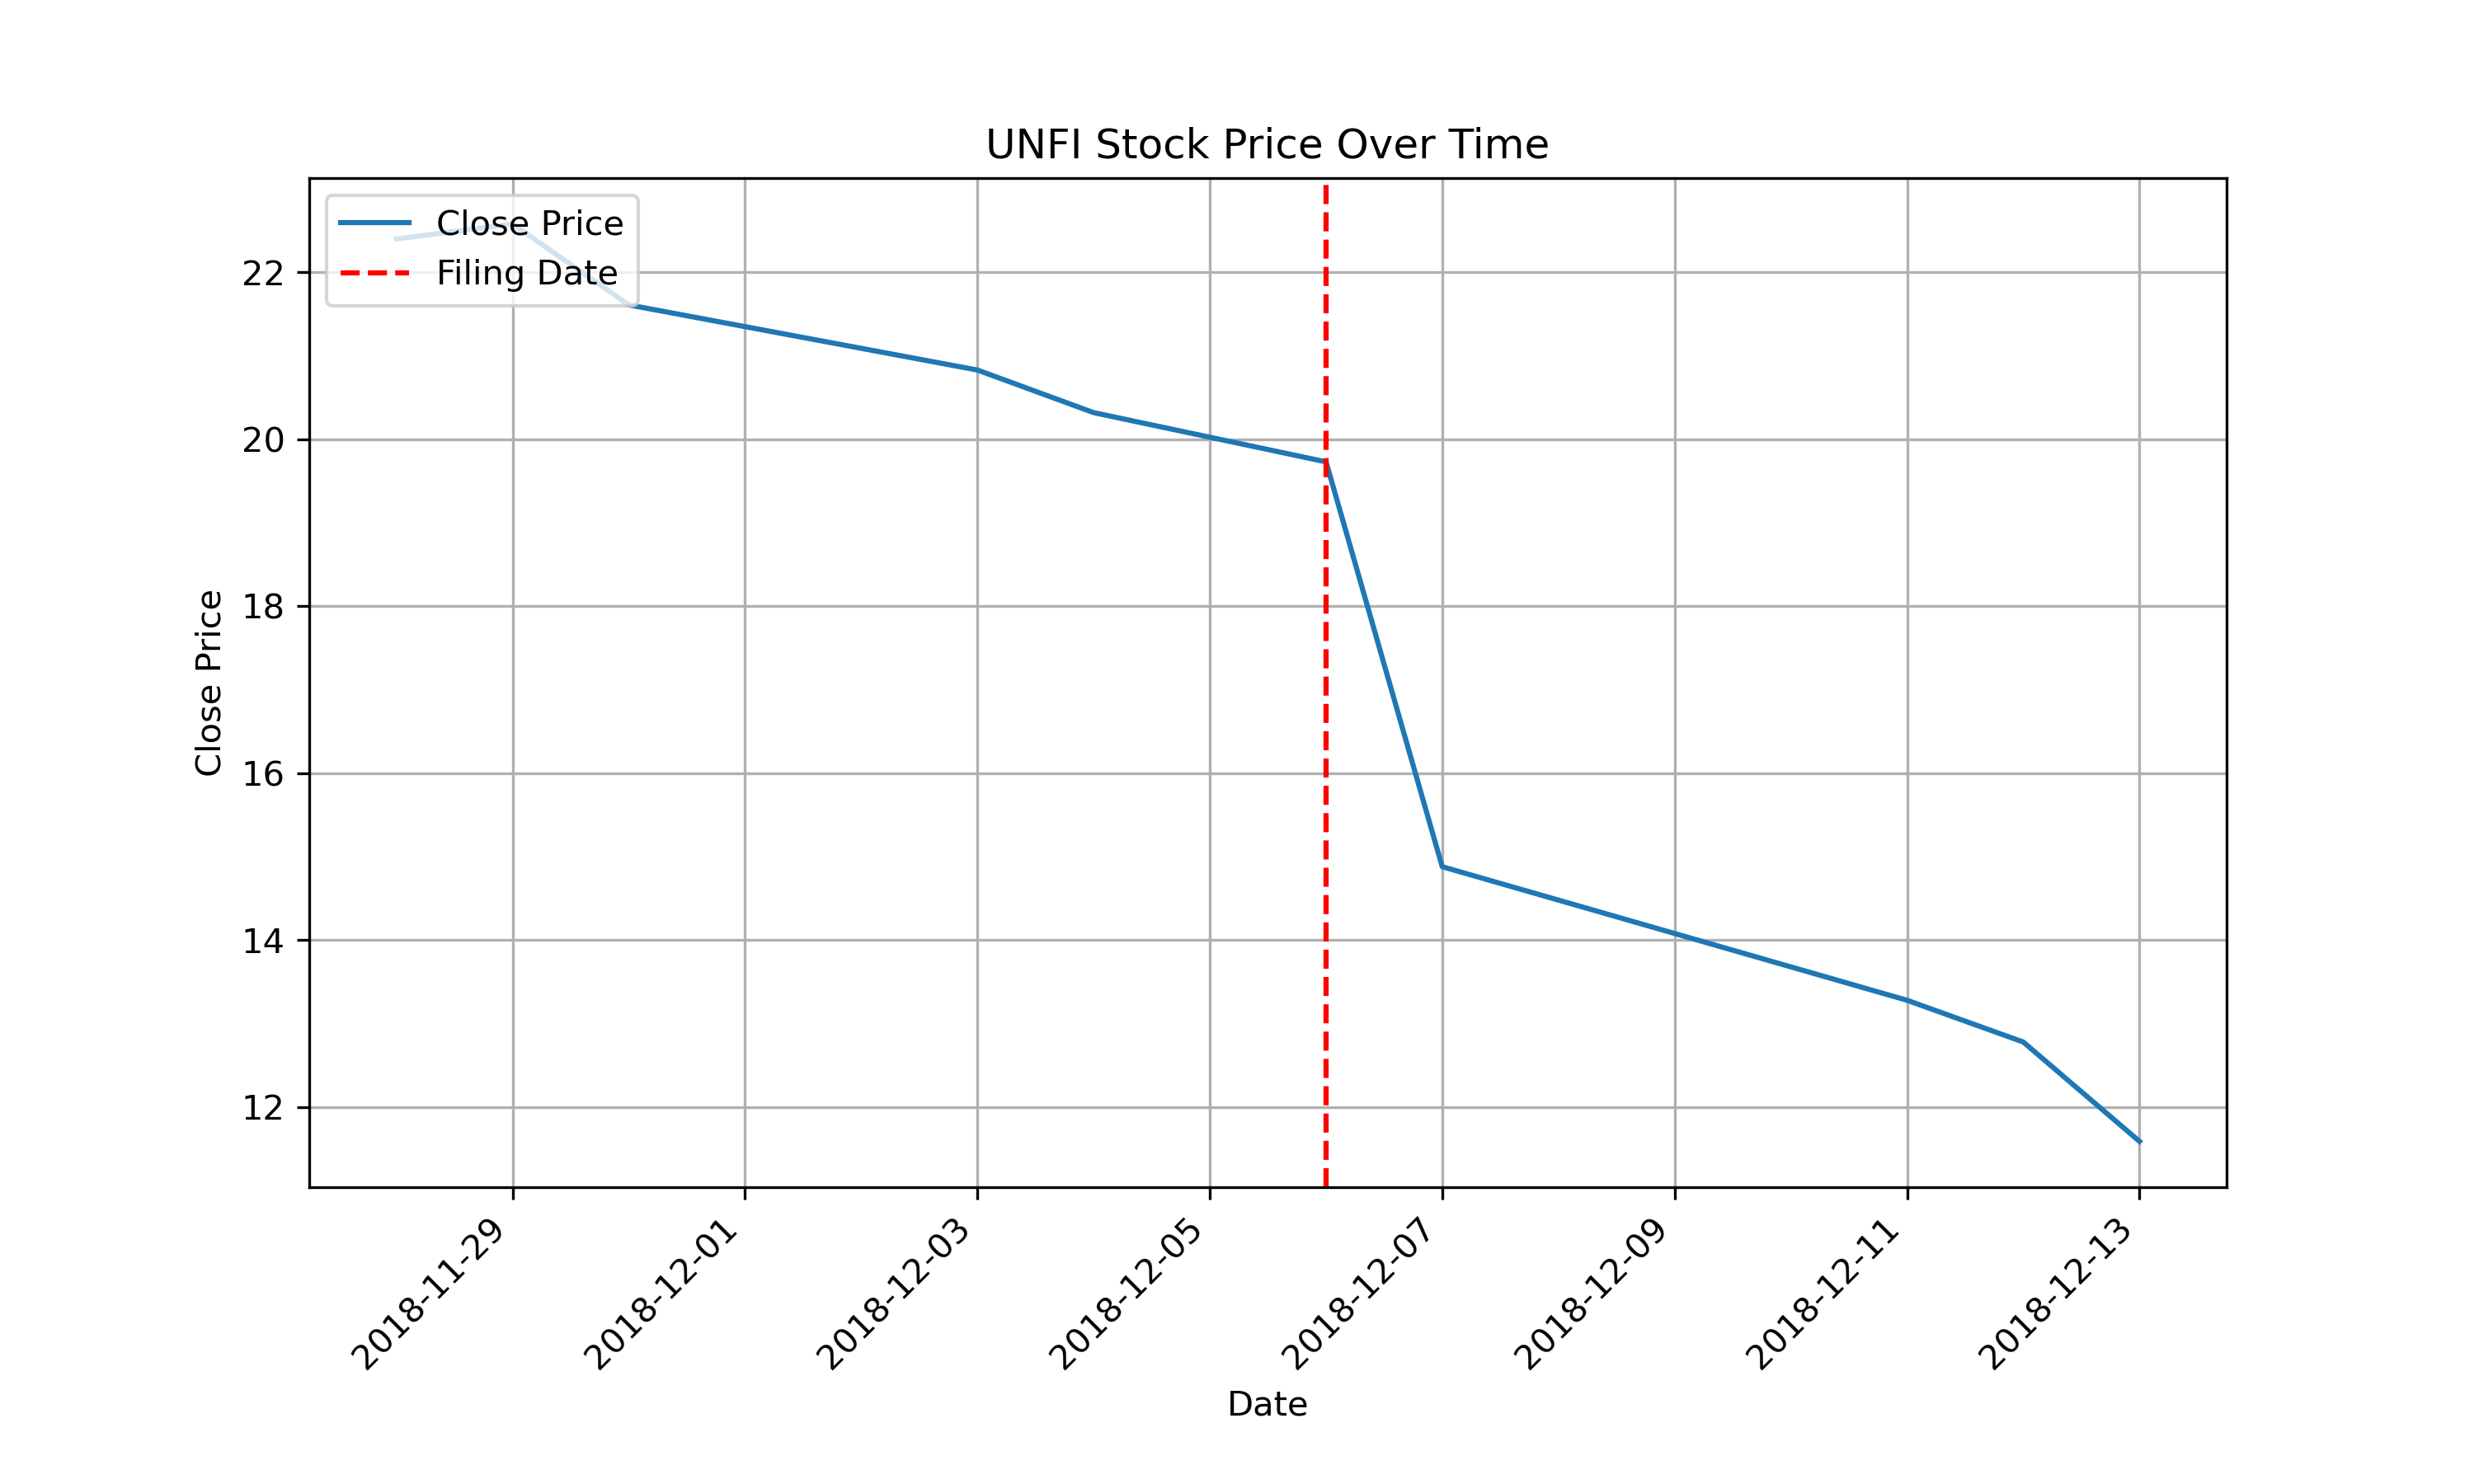 UNFI Stock Price Over Time
Close Price
Filing Date
Close Price
22
20
18
16
14
12
2018-11-29
2018-12-01
2018-12-03
2018-12-05
2018-12-07
2018-12-09
2018-12-11
2018-12-13
Date